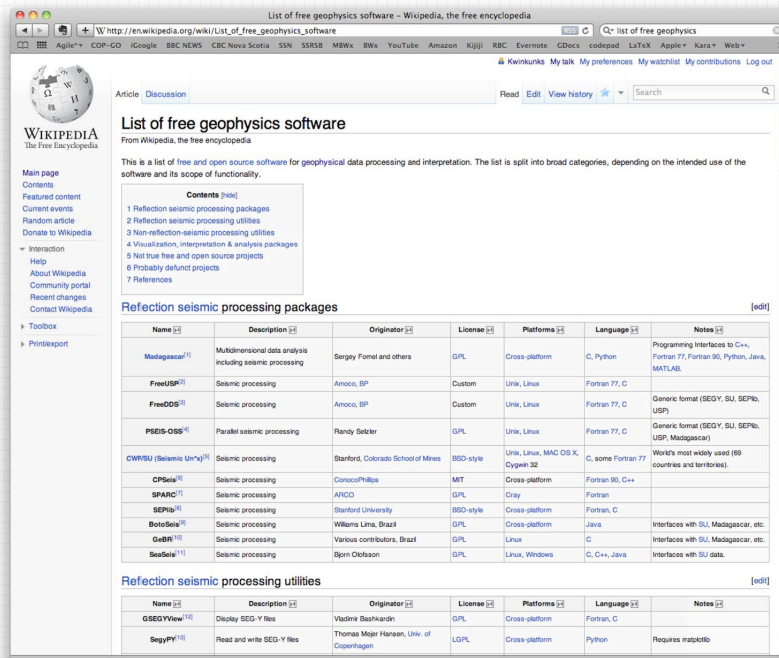 List of free geophysics software – Wikipedia, the free encyclopedia
http://en.wikipedia.org/wiki/List_of_free_geophysics_software RSS list of free geophysics
Agile* COP-GO iGoogle BBC NEWS CBC Nova Scotia SSN SSRSB MBWx BWx YouTube Amazon Kijiji RBC Evernote GDocs codepad LaTeX Apple Kara Web
Kwinkunks My talk My preferences My watchlist My contributions Log out
Article Discussion Read Edit View history Search
WIKIPEDIA
The Free Encyclopedia
Main page
Contents
Featured content
Current events
Random article
Donate to Wikipedia
Interaction
Help
About Wikipedia
Community portal
Recent changes
Contact Wikipedia
Toolbox
Print/export
List of free geophysics software
From Wikipedia, the free encyclopedia
This is a list of free and open source software for geophysical data processing and interpretation. The list is split into broad categories, depending on the intended use of the
software and its scope of functionality.
Contents [hide]
1 Reflection seismic processing packages
2 Reflection seismic processing utilities
3 Non-reflection-seismic processing utilities
4 Visualization, interpretation & analysis packages
5 Not true free and open source projects
6 Probably defunct projects
7 References
Reflection seismic processing packages [edit]
Name Description Originator License Platforms Language Notes
Madagascar[1] Multidimensional data analysis including seismic processing Sergey Fomel and others GPL Cross-platform C, Python Programming Interfaces to C++, Fortran 77, Fortran 90, Python, Java, MATLAB.
FreeUSP[2] Seismic processing Amoco, BP Custom Unix, Linux Fortran 77, C
FreeDDS[3] Seismic processing Amoco, BP Custom Unix, Linux Fortran 77, C Generic format (SEGY, SU, SEPlib, USP)
PSEIS-OSS[4] Parallel seismic processing Randy Selzler GPL Unix, Linux Fortran 77, C Generic format (SEGY, SU, SEPlib, USP, Madagascar)
CWP/SU (Seismic Un*x)[5] Seismic processing Stanford, Colorado School of Mines BSD-style Unix, Linux, MAC OS X, Cygwin 32 C, some Fortran 77 World's most widely used (69 countries and territories).
CPSeis[6] Seismic processing ConocoPhillips MIT Cross-platform Fortran 90, C++
SPARC[7] Seismic processing ARCO GPL Cray Fortran
SEPlib[8] Seismic processing Stanford University BSD-style Cross-platform Fortran, C
BotoSeis[9] Seismic processing Williams Lima, Brazil GPL Cross-platform Java Interfaces with SU, Madagascar, etc.
GeBR[10] Seismic processing Various contributors, Brazil GPL Linux C Interfaces with SU, Madagascar, etc.
SeaSeis[11] Seismic processing Bjorn Olofsson GPL Linux, Windows C, C++, Java Interfaces with SU data.
Reflection seismic processing utilities [edit]
Name Description Originator License Platforms Language Notes
GSEGYView[12] Display SEG-Y files Vladimir Bashkardin GPL Cross-platform Fortran, C
SegyPY[13] Read and write SEG-Y files Thomas Mejer Hansen, Univ. of Copenhagen LGPL Cross-platform Python Requires matplotlib